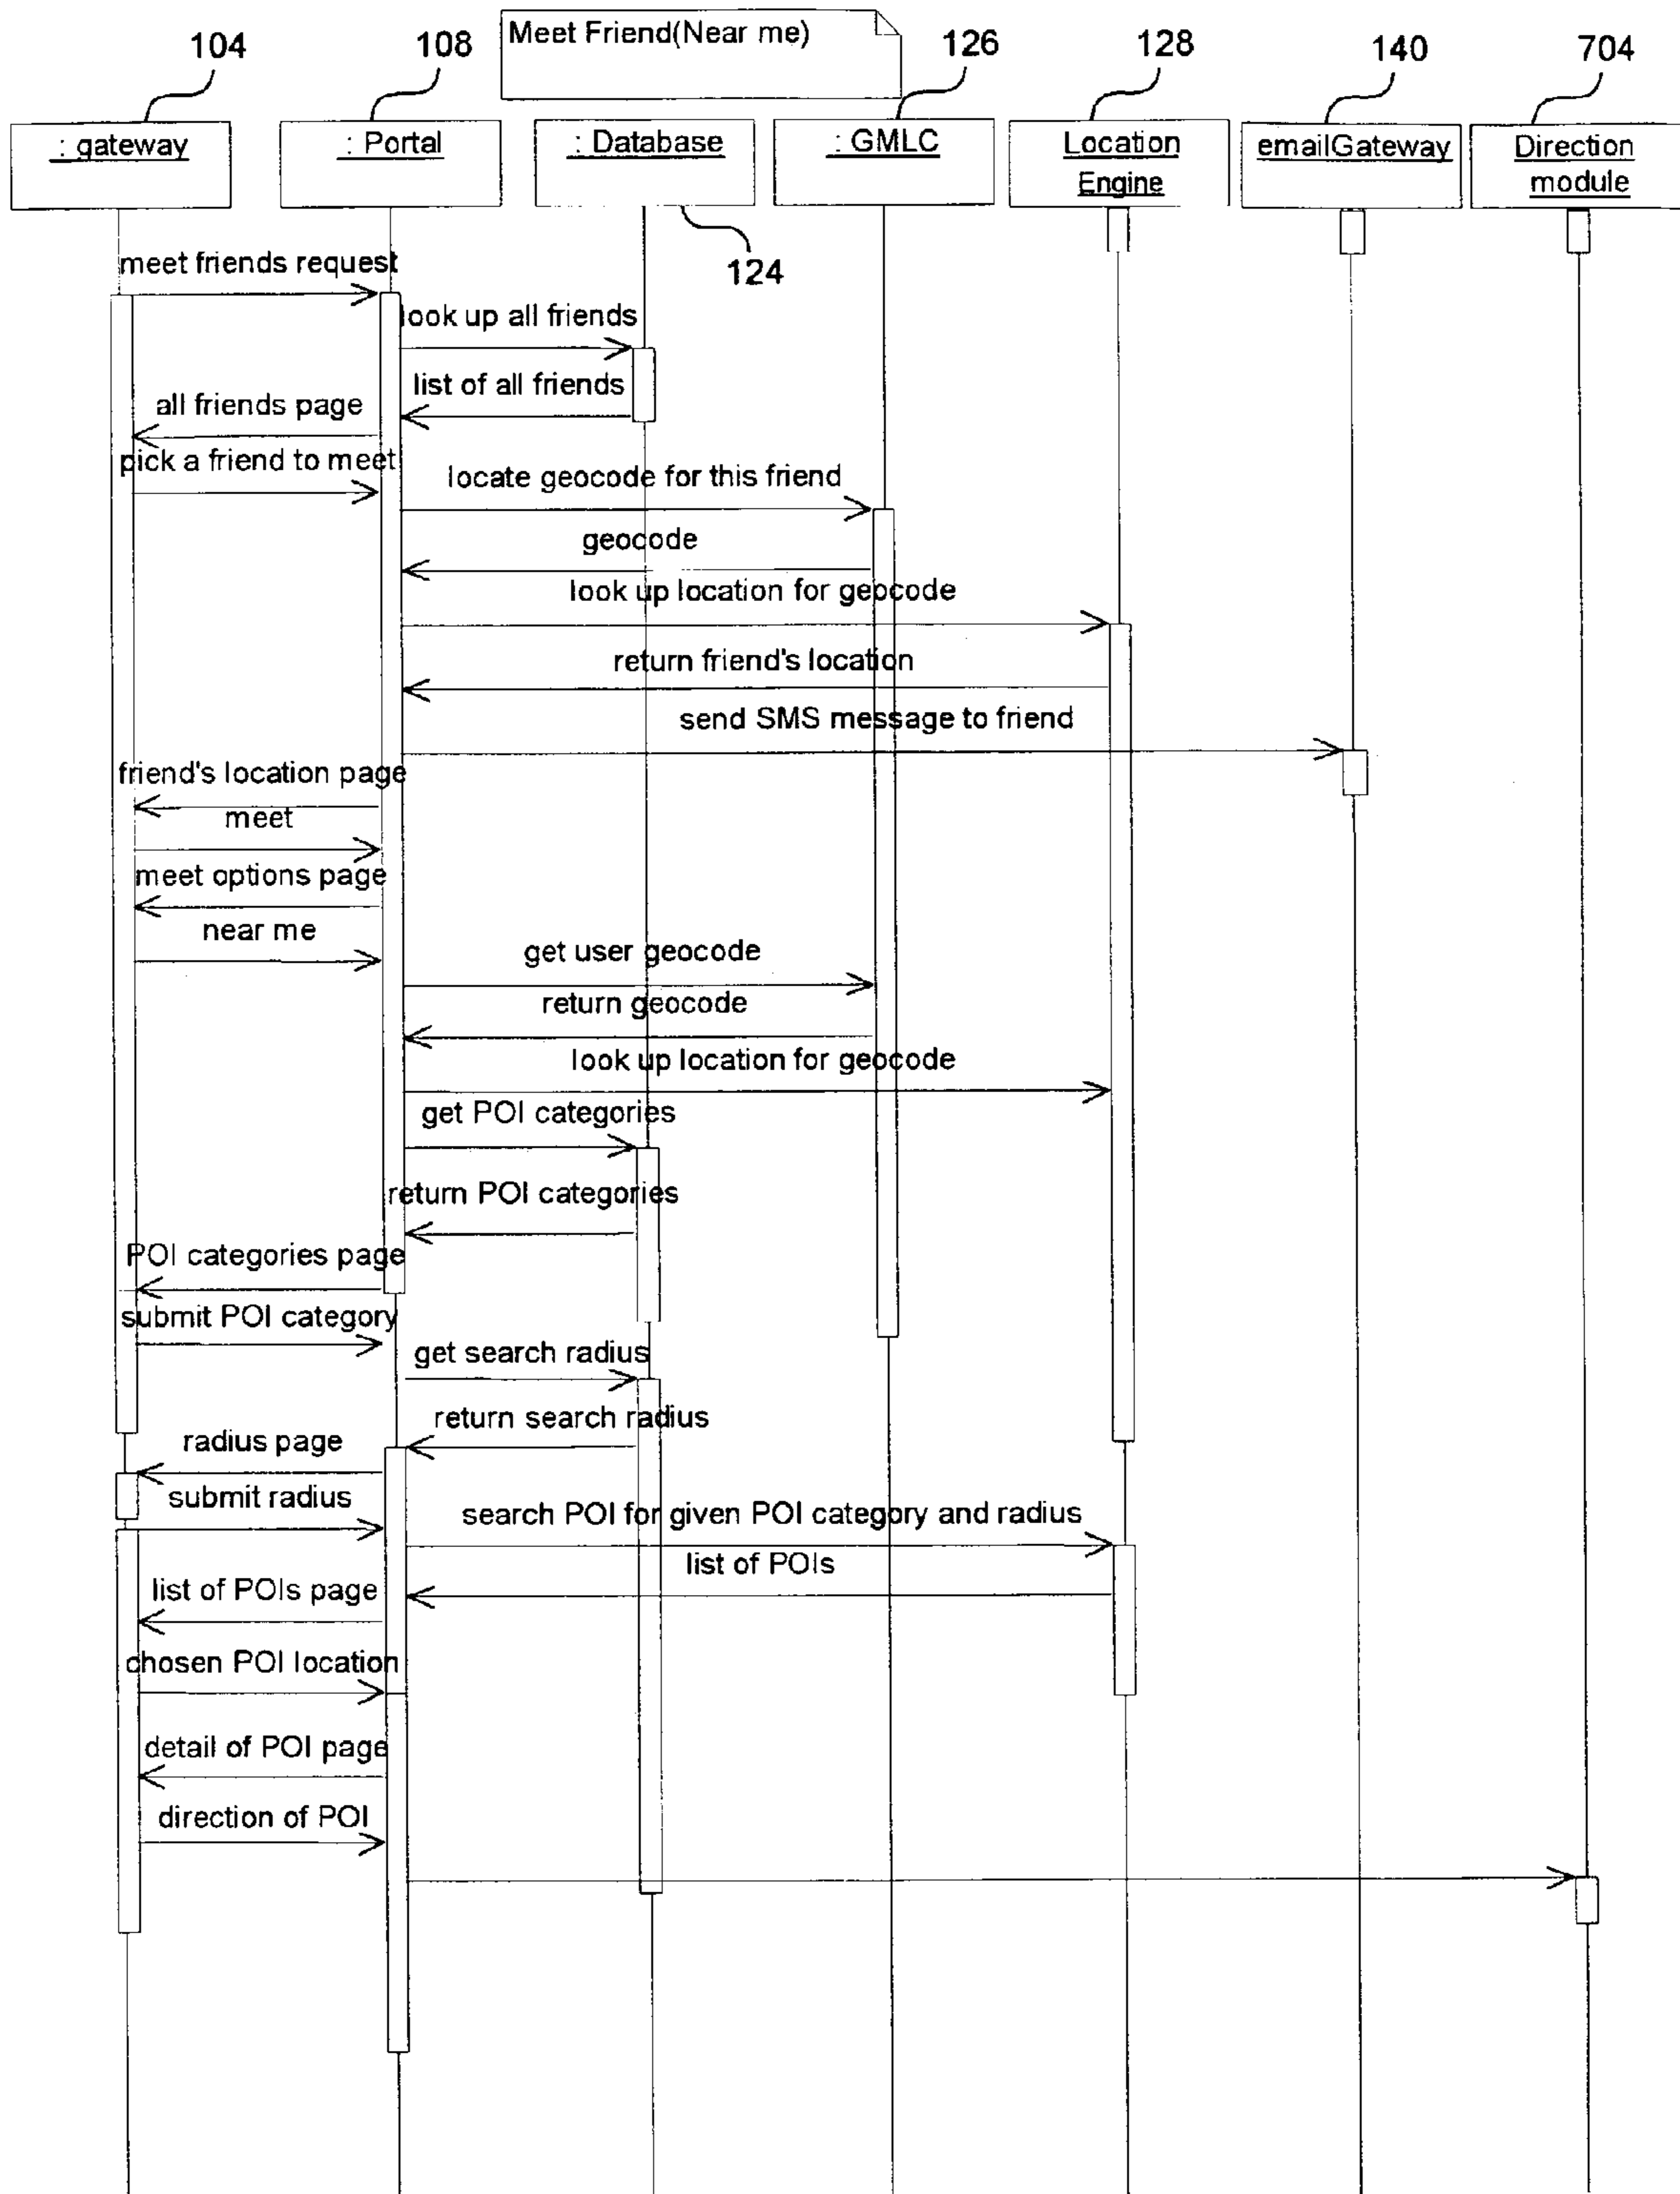 Meet Friend(Near me)
104
108
126
128
140
704
: gateway
: Portal
: Database
: GMLC
Location
Engine
emailGateway
Direction
module
124
meet friends request
look up all friends
list of all friends
all friends page
pick a friend to meet
locate geocode for this friend
geocode
look up location for geocode
return friend's location
send SMS message to friend
friend's location page
meet
meet options page
near me
get user geocode
return geocode
look up location for geocode
get POI categories
return POI categories
POI categories page
submit POI category
get search radius
return search radius
radius page
submit radius
search POI for given POI category and radius
list of POIs
list of POIs page
chosen POI location
detail of POI page
direction of POI